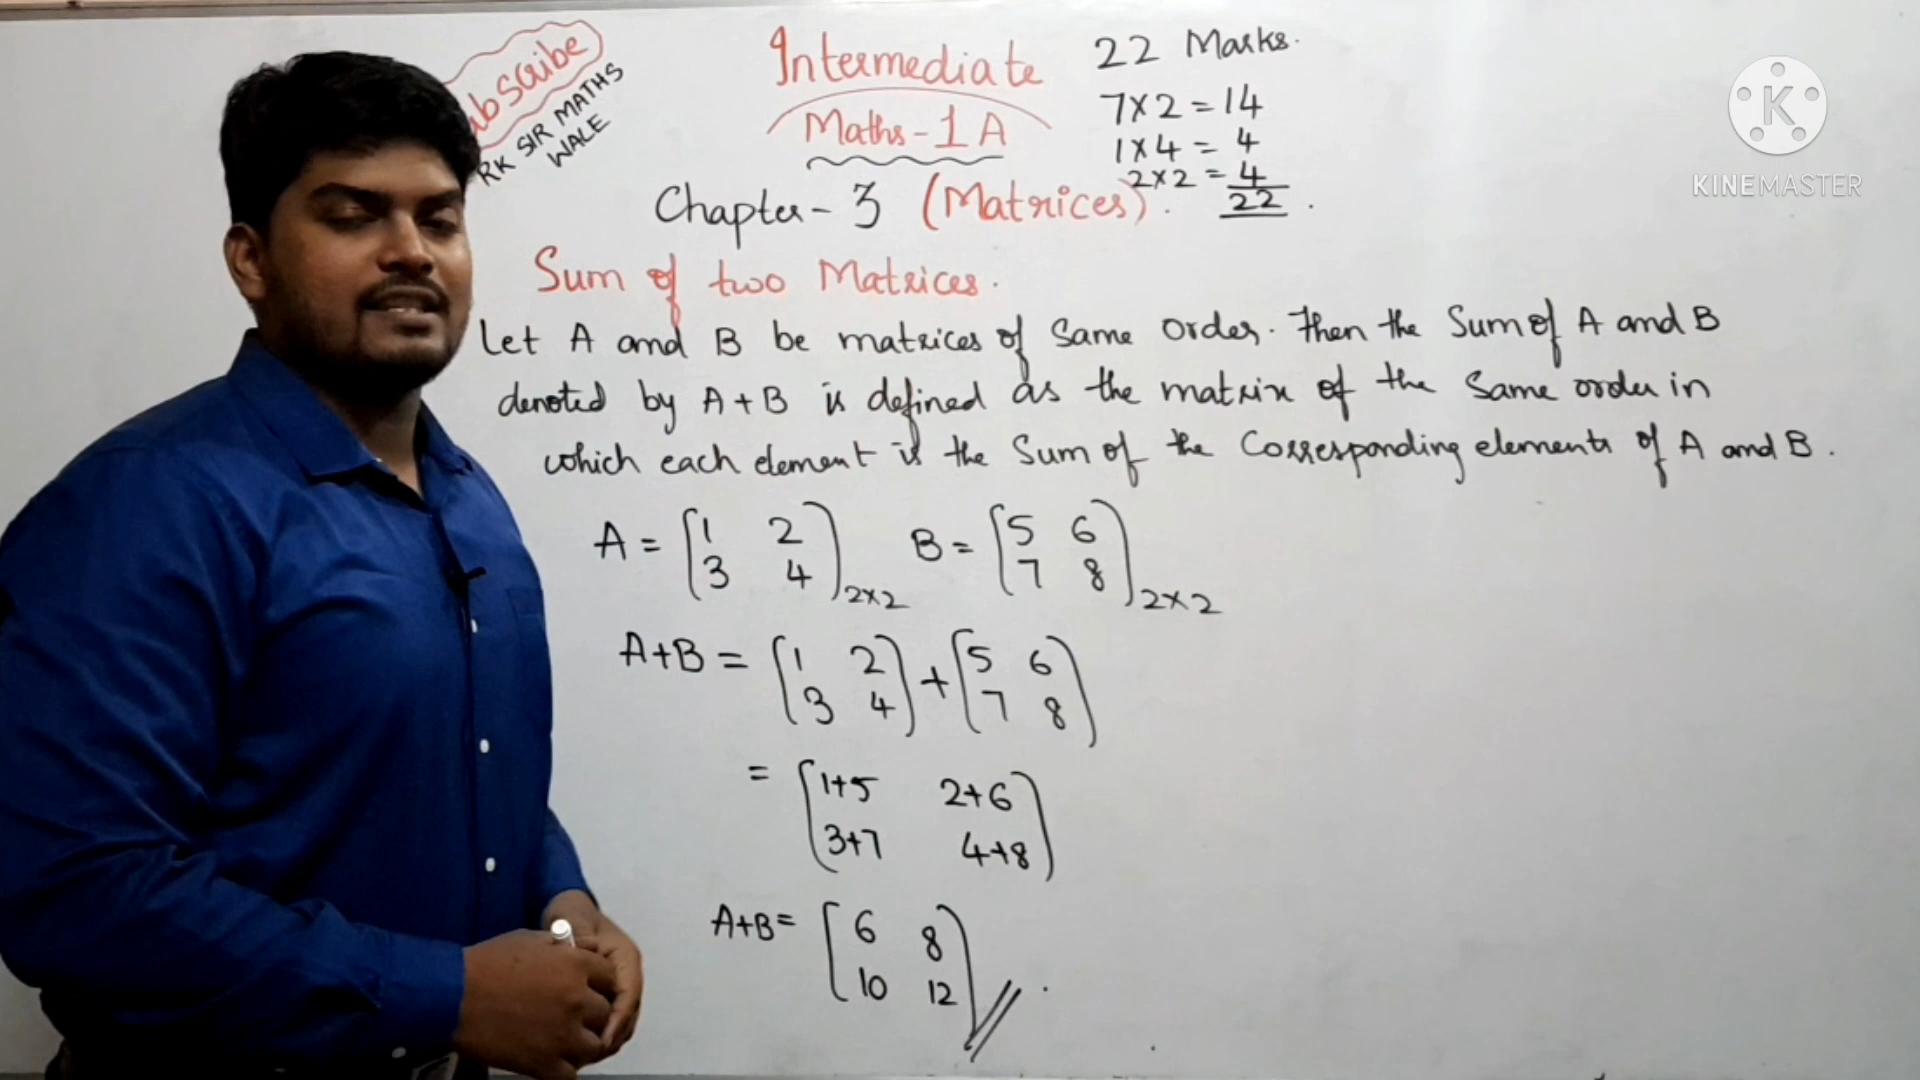 ubscribe
RK SIR MATHS
WALE
Intermediate
Maths-1A
22 Marks.
7×2=14
1×4=4
2×2=4
22.
Chapter-3 (Matrices).
Sum of two Matrices.
Let A and B be matrices of same order. Then the Sum of A and B
denoted by A+B is defined as the matrix of the same order in
which each element is the Sum of the Corresponding elements of A and B.
A= [1 2 B= [5 6
3 4]2×2 7 8]2×2
A+B = [1 2 + [5 6
3 4] 7 8]
= [1+5 2+6
3+7 4+8]
A+B= [6 8
10 12] .
K
KINEMASTER